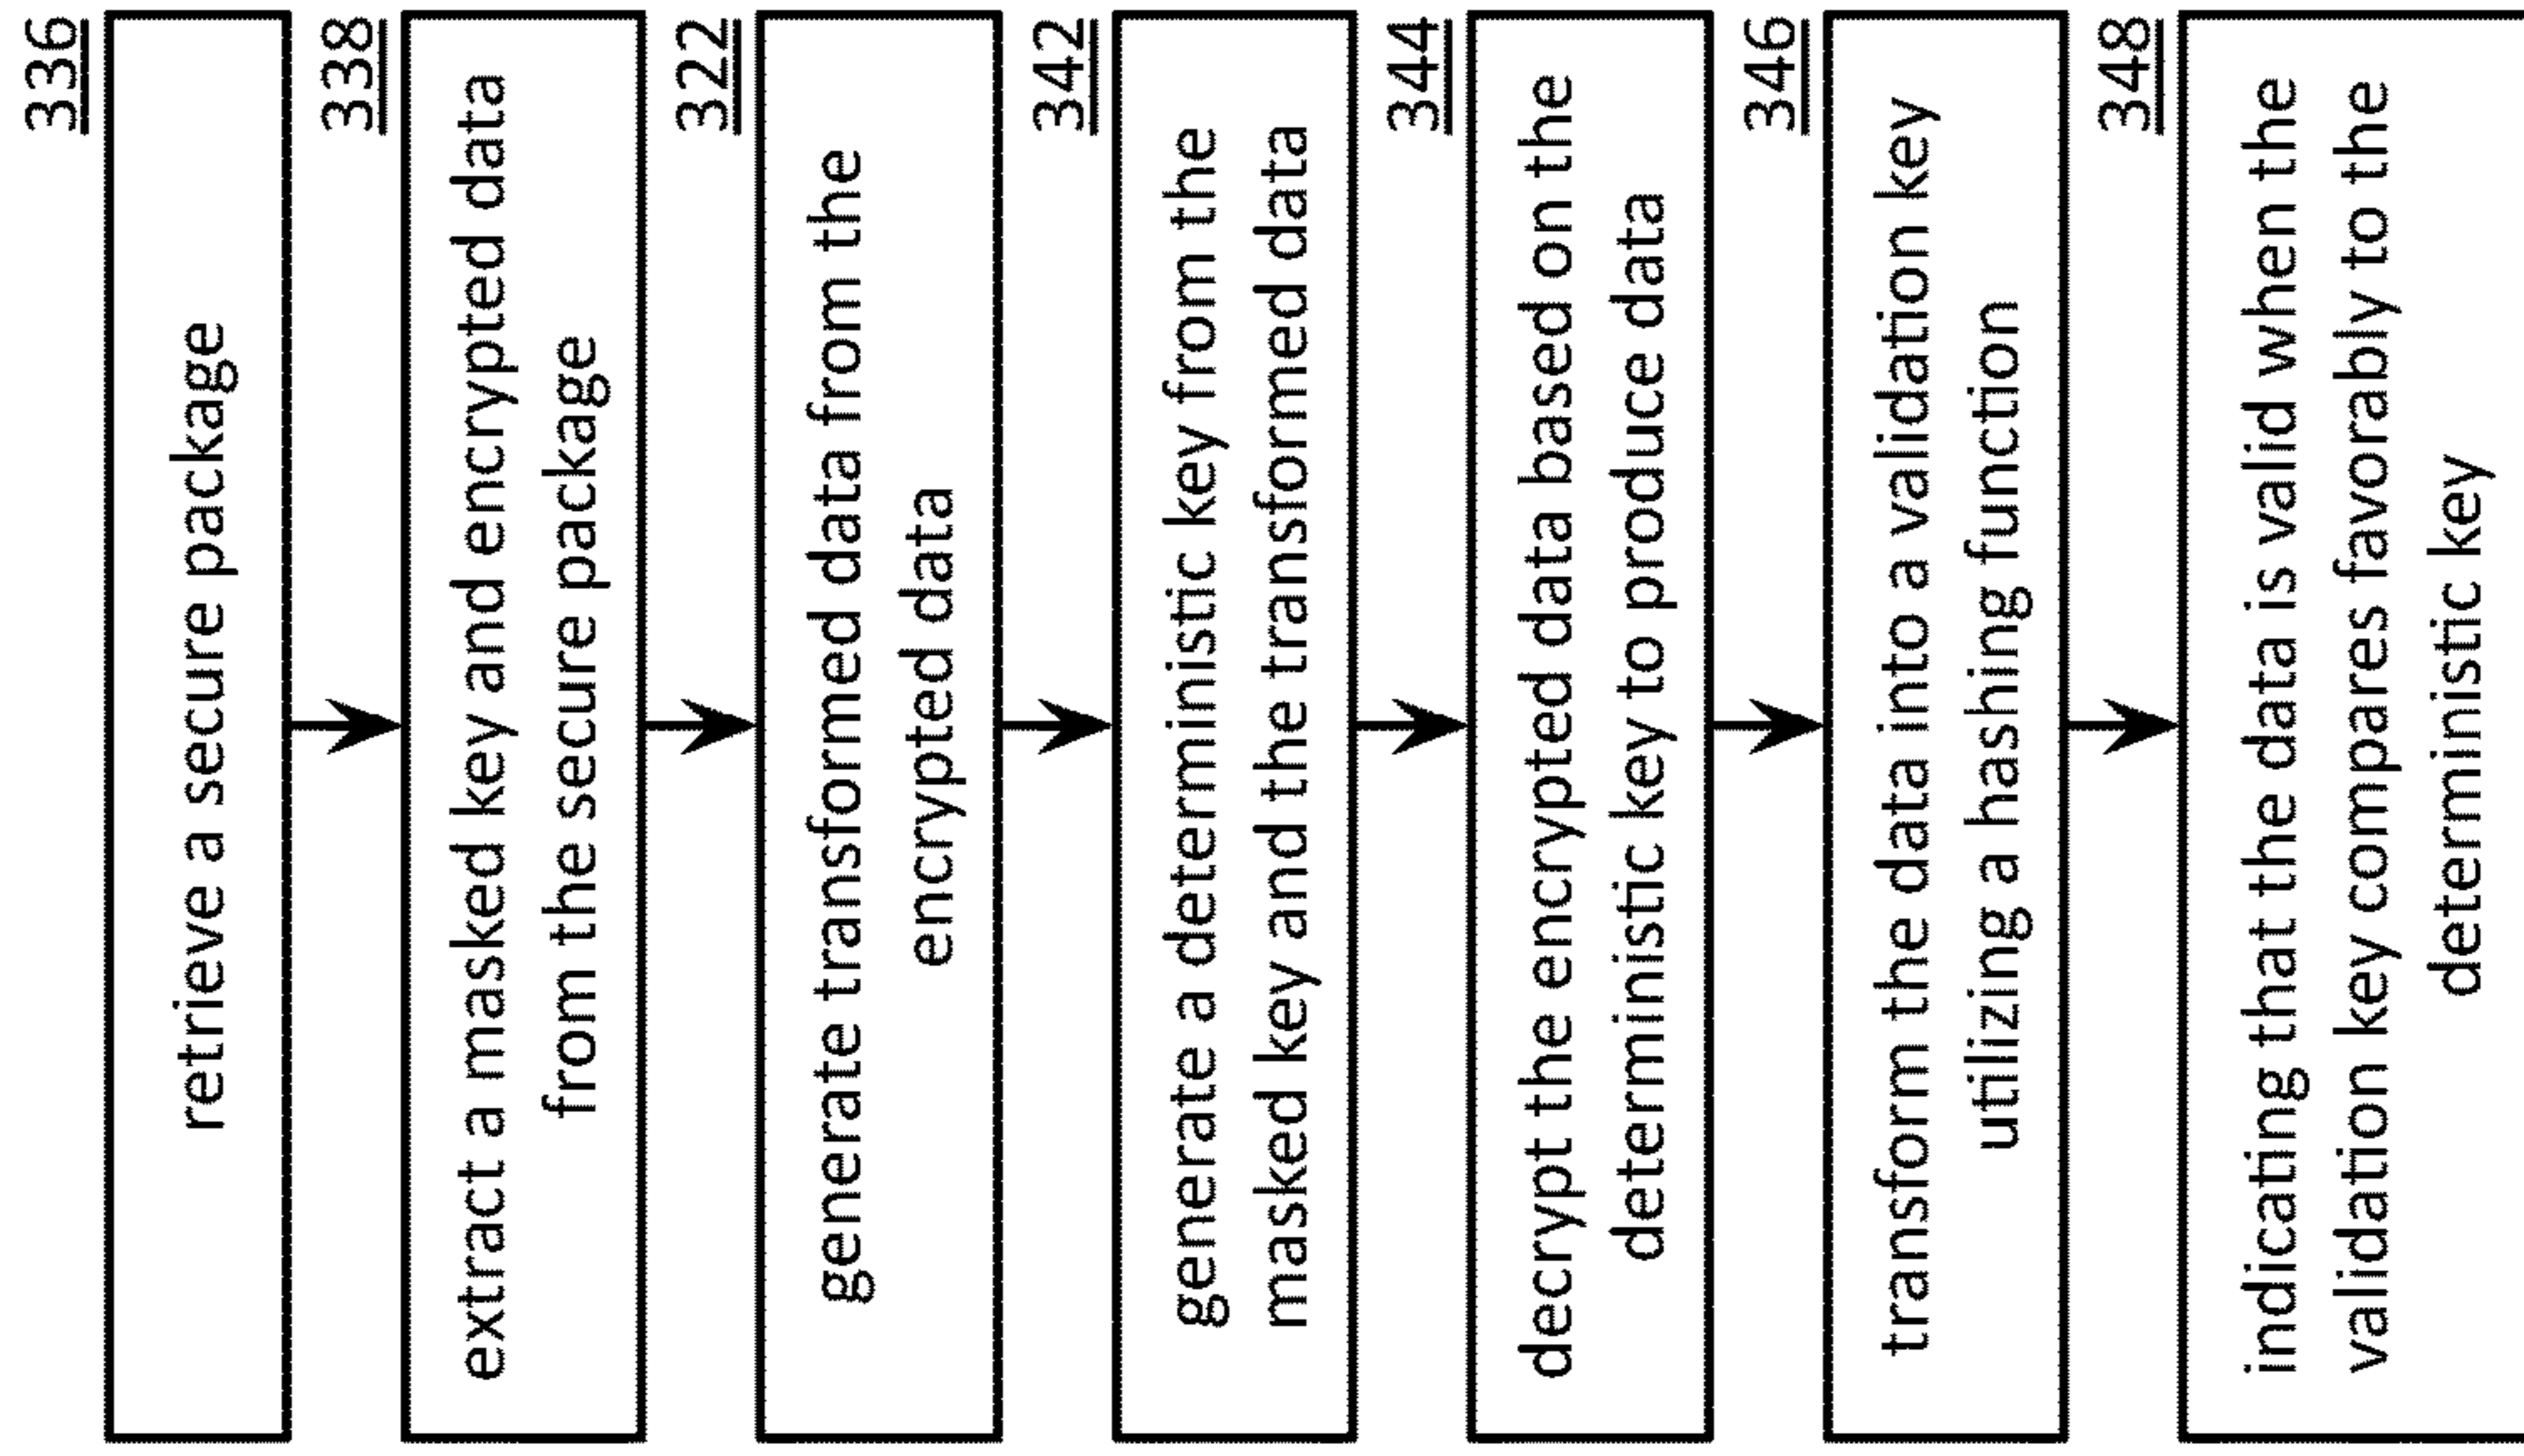 336
retrieve a secure package
338
extract a masked key and encrypted data
from the secure package
322
generate transformed data from the
encrypted data
342
generate a deterministic key from the
masked key and the transformed data
344
decrypt the encrypted data based on the
deterministic key to produce data
346
transform the data into a validation key
utilizing a hashing function
348
indicating that the data is valid when the
validation key compares favorably to the
deterministic key